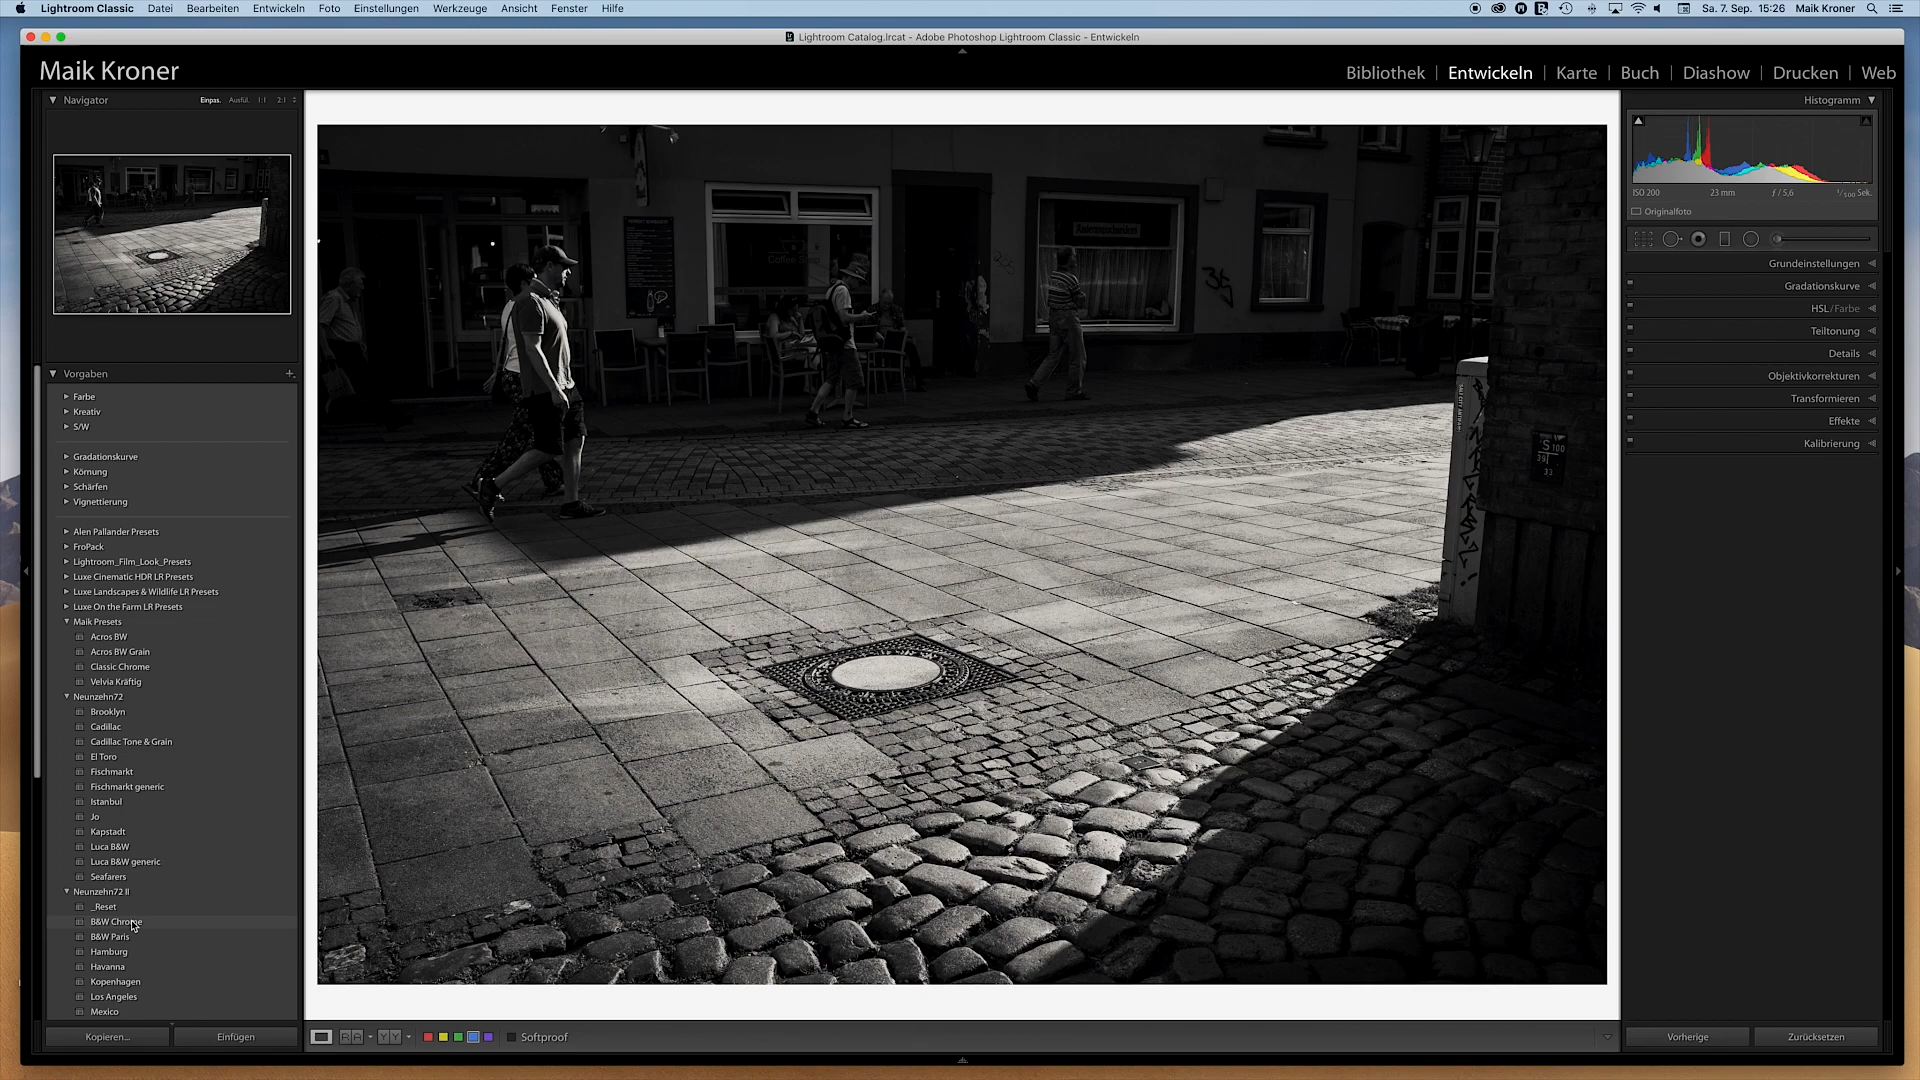 Lightroom Classic Datei Bearbeiten Entwickeln Foto Einstellungen Werkzeuge Ansicht Fenster Hilfe Sa. 7. Sep. 15:26 Maik Kroner
Lightroom Catalog.lrcat - Adobe Photoshop Lightroom Classic - Entwickeln
Maik Kroner
Bibliothek | Entwickeln | Karte | Buch | Diashow | Drucken | Web
Navigator Einpas. Ausfül. 1:1 2:1
Histogramm
ISO 200 23 mm f / 5,6 1/500 Sek.
Originalfoto
Grundeinstellungen
Gradationskurve
HSL / Farbe
Teiltonung
Details
Objektivkorrekturen
Transformieren
Effekte
Kalibrierung
Vorgaben +
Farbe
Kreativ
S/W
Gradationskurve
Körnung
Schärfen
Vignettierung
Alen Pallander Presets
FroPack
Lightroom_Film_Look_Presets
Luxe Cinematic HDR LR Presets
Luxe Landscapes & Wildlife LR Presets
Luxe On the Farm LR Presets
Maik Presets
Acros BW
Acros BW Grain
Classic Chrome
Velvia Kräftig
Neunzehn72
Brooklyn
Cadillac
Cadillac Tone & Grain
El Toro
Fischmarkt
Fischmarkt generic
Istanbul
Jo
Kapstadt
Luca B&W
Luca B&W generic
Seafarers
Neunzehn72 II
_Reset
B&W Chrome
B&W Paris
Hamburg
Havanna
Kopenhagen
Los Angeles
Mexico
Coffee
S 100
39
33
Kopieren... Einfügen
Softproof
Vorherige Zurücksetzen